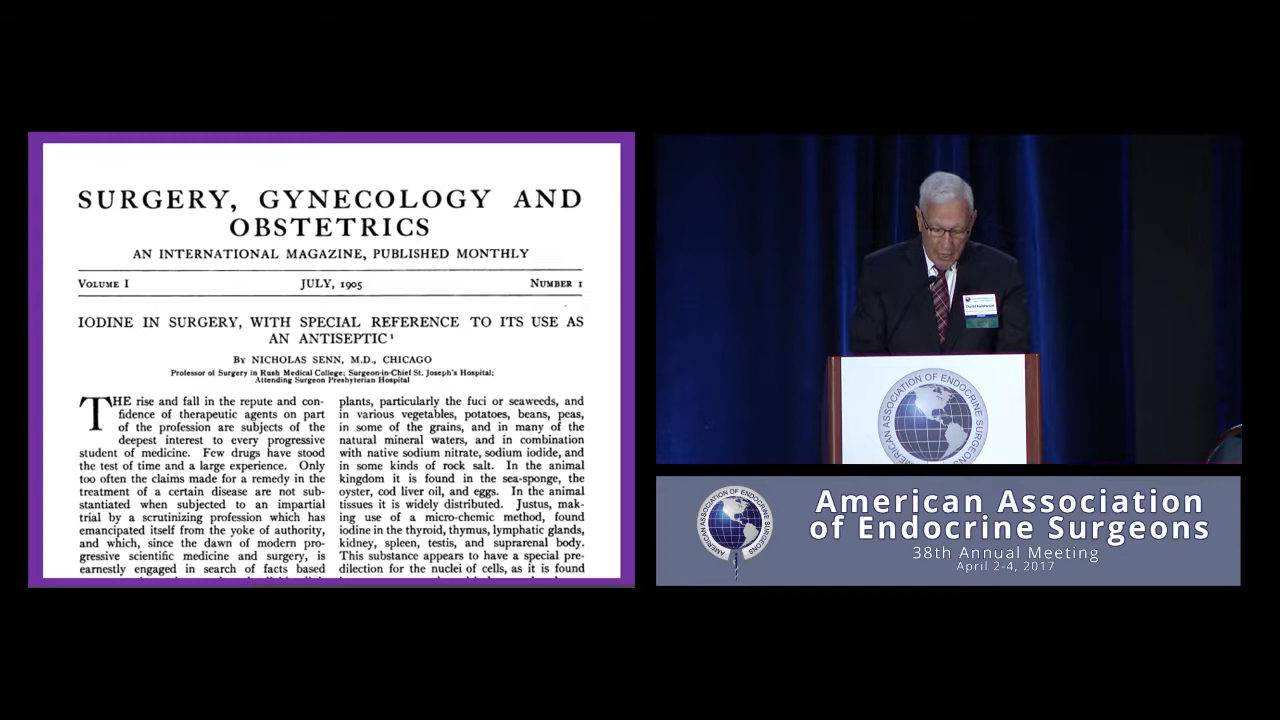 SURGERY, GYNECOLOGY AND
OBSTETRICS
AN INTERNATIONAL MAGAZINE, PUBLISHED MONTHLY
VOLUME I JULY, 1905 NUMBER 1
IODINE IN SURGERY, WITH SPECIAL REFERENCE TO ITS USE AS
AN ANTISEPTIC¹
By NICHOLAS SENN, M.D., CHICAGO
Professor of Surgery in Rush Medical College; Surgeon-in-Chief St. Joseph's Hospital;
Attending Surgeon Presbyterian Hospital
THE rise and fall in the repute and con-
fidence of therapeutic agents on part
of the profession are subjects of the
deepest interest to every progressive
student of medicine. Few drugs have stood
the test of time and a large experience. Only
too often the claims made for a remedy in the
treatment of a certain disease are not sub-
stantiated when subjected to an impartial
trial by a scrutinizing profession which has
emancipated itself from the yoke of authority,
and which, since the dawn of modern pro-
gressive scientific medicine and surgery, is
earnestly engaged in search of facts based
plants, particularly the fuci or seaweeds, and
in various vegetables, potatoes, beans, peas,
in some of the grains, and in many of the
natural mineral waters, and in combination
with native sodium nitrate, sodium iodide, and
in some kinds of rock salt. In the animal
kingdom it is found in the sea-sponge, the
oyster, cod liver oil, and eggs. In the animal
tissues it is widely distributed. Justus, mak-
ing use of a micro-chemic method, found
iodine in the thyroid, thymus, lymphatic glands,
kidney, spleen, testis, and suprarenal body.
This substance appears to have a special pre-
dilection for the nuclei of cells, as it is found
AMERICAN ASSOCIATION OF ENDOCRINE SURGEONS
AMERICAN ASSOCIATION OF ENDOCRINE SURGEONS
American Association
of Endocrine Surgeons
38th Annual Meeting
April 2-4, 2017